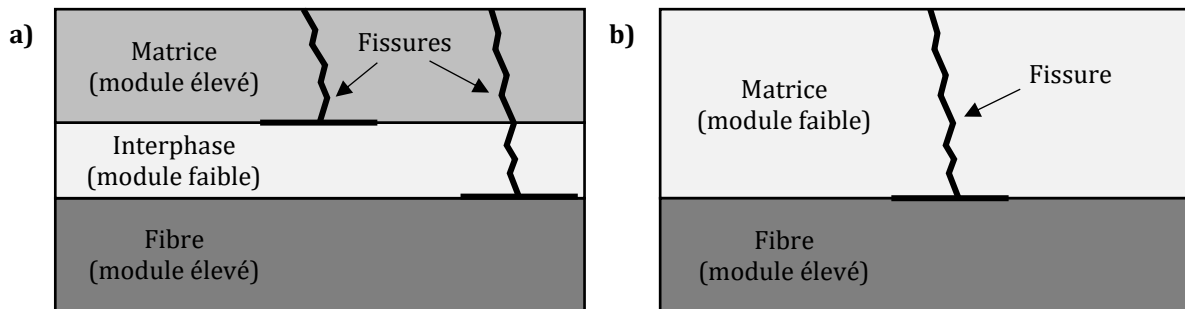 a)
Matrice
(module élevé)
Fissures
Interphase
(module faible)
Fibre
(module élevé)
b)
Matrice
(module faible)
Fissure
Fibre
(module élevé)